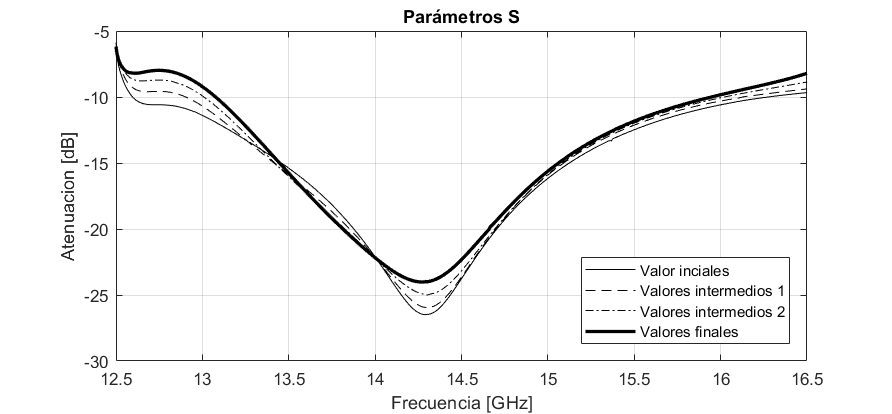 Parámetros S
-5
-10
-15
-20
-25
-30
Atenuacion [dB]
12.5 13 13.5 14 14.5 15 15.5 16 16.5
Frecuencia [GHz]
Valor inciales
Valores intermedios 1
Valores intermedios 2
Valores finales